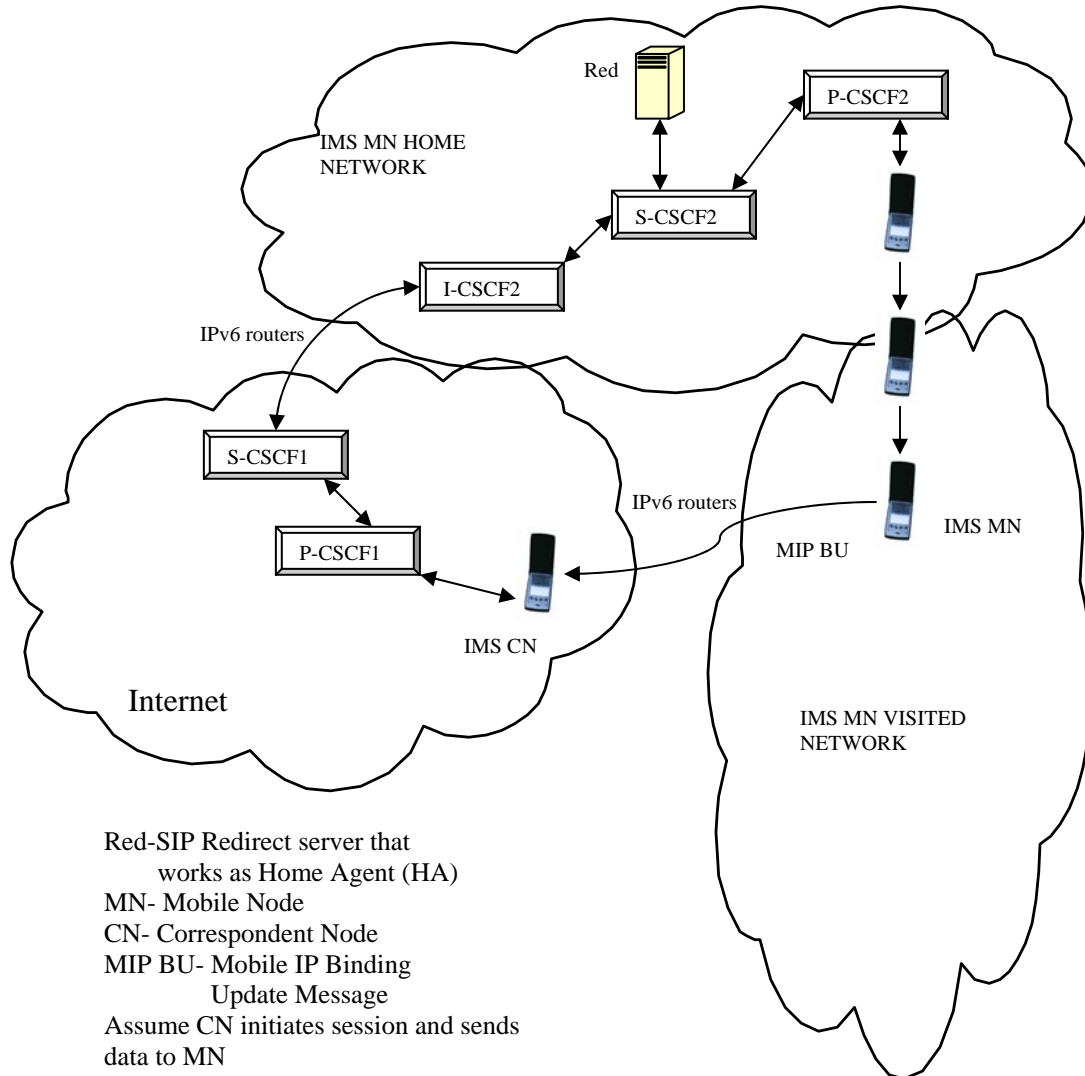 Red
P-CSCF2
IMS MN HOME
NETWORK
S-CSCF2
I-CSCF2
IPv6 routers
S-CSCF1
IPv6 routers
IMS MN
P-CSCF1
MIP BU
IMS CN
Internet
IMS MN VISITED
NETWORK
Red-SIP Redirect server that
works as Home Agent (HA)
MN- Mobile Node
CN- Correspondent Node
MIP BU- Mobile IP Binding
Update Message
Assume CN initiates session and sends
data to MN